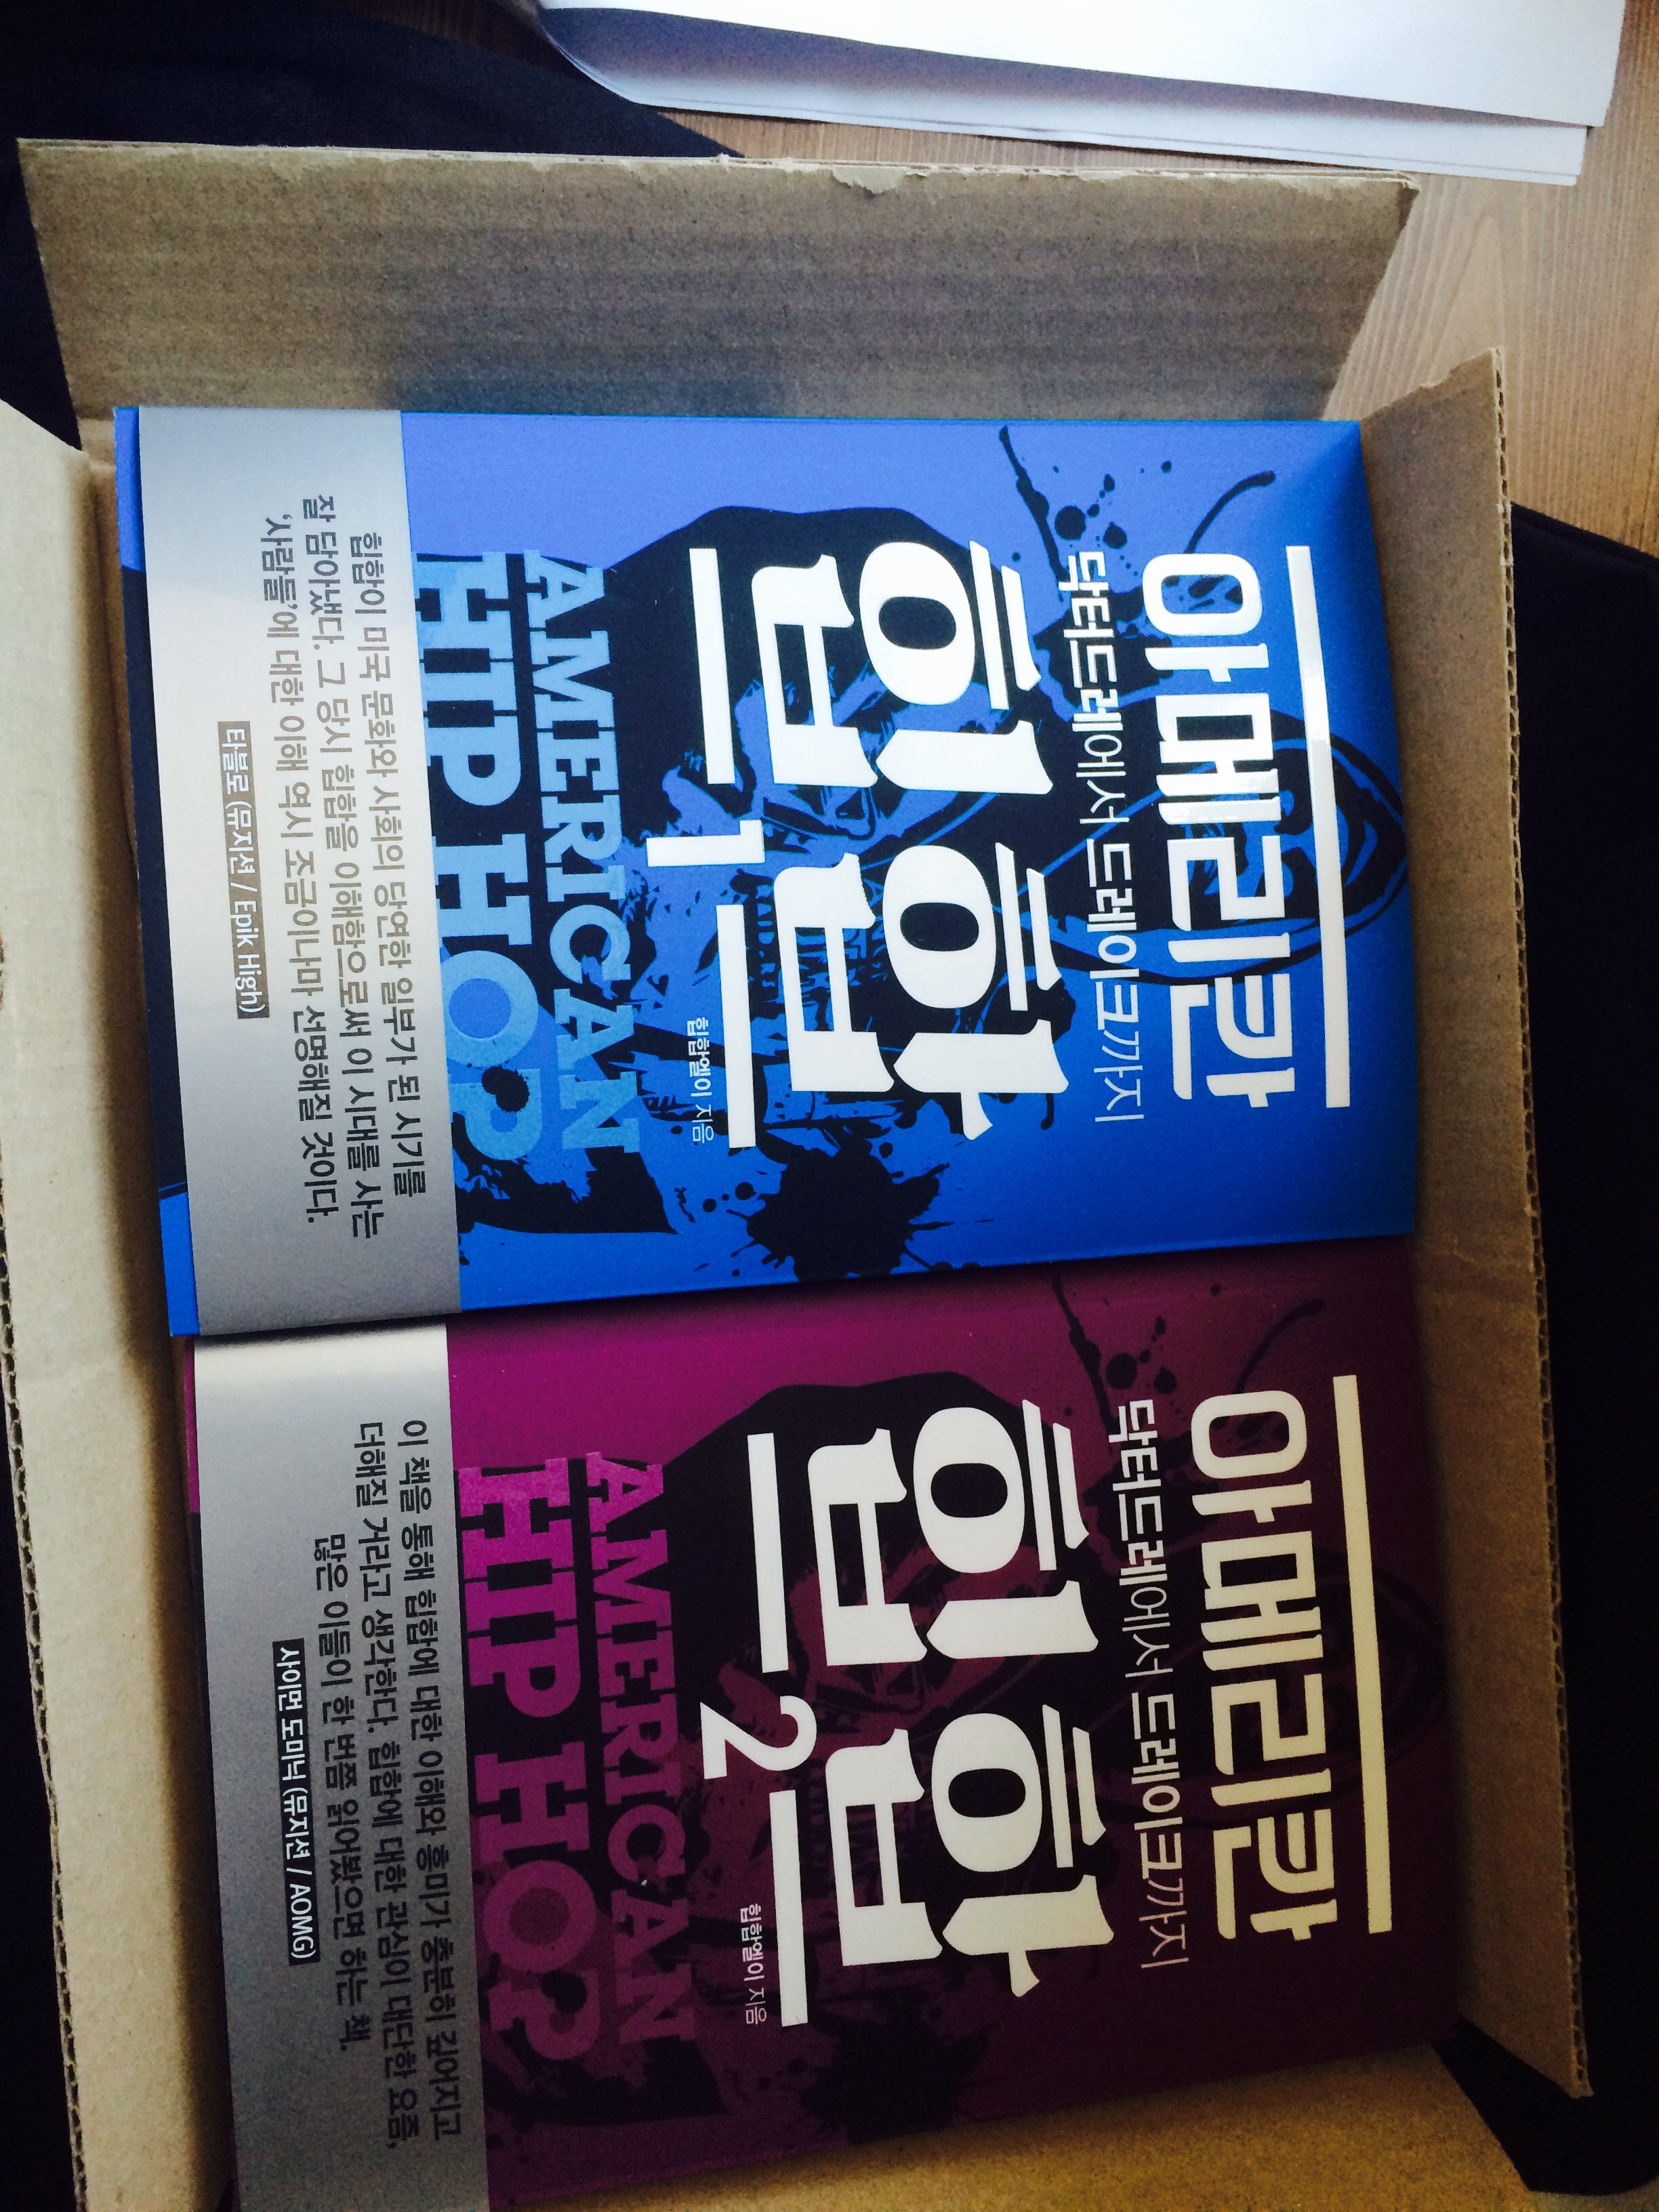 아메리칸
닥터드레에서 드레이크까지
힙합
1
힙합엘이 지음
AMERICAN
HIP HOP
힙합이 미국 문화와 사회의 당연한 일부가 된 시기를
잘 담아냈다. 그 당시 힙합을 이해함으로써 이 시대를 사는
‘사람들’에 대한 이해 역시 조금이나마 선명해질 것이다.
타블로 (뮤지션 / Epik High)
아메리칸
닥터드레에서 드레이크까지
힙합
2
힙합엘이 지음
AMERICAN
HIP HOP
이 책을 통해 힙합에 대한 이해와 흥미가 충분히 깊어지고
더해질 거라고 생각한다. 힙합에 대한 관심이 대단한 요즘,
많은 이들이 한 번쯤 읽어봤으면 하는 책.
사이먼 도미닉 (뮤지션 / AOMG)